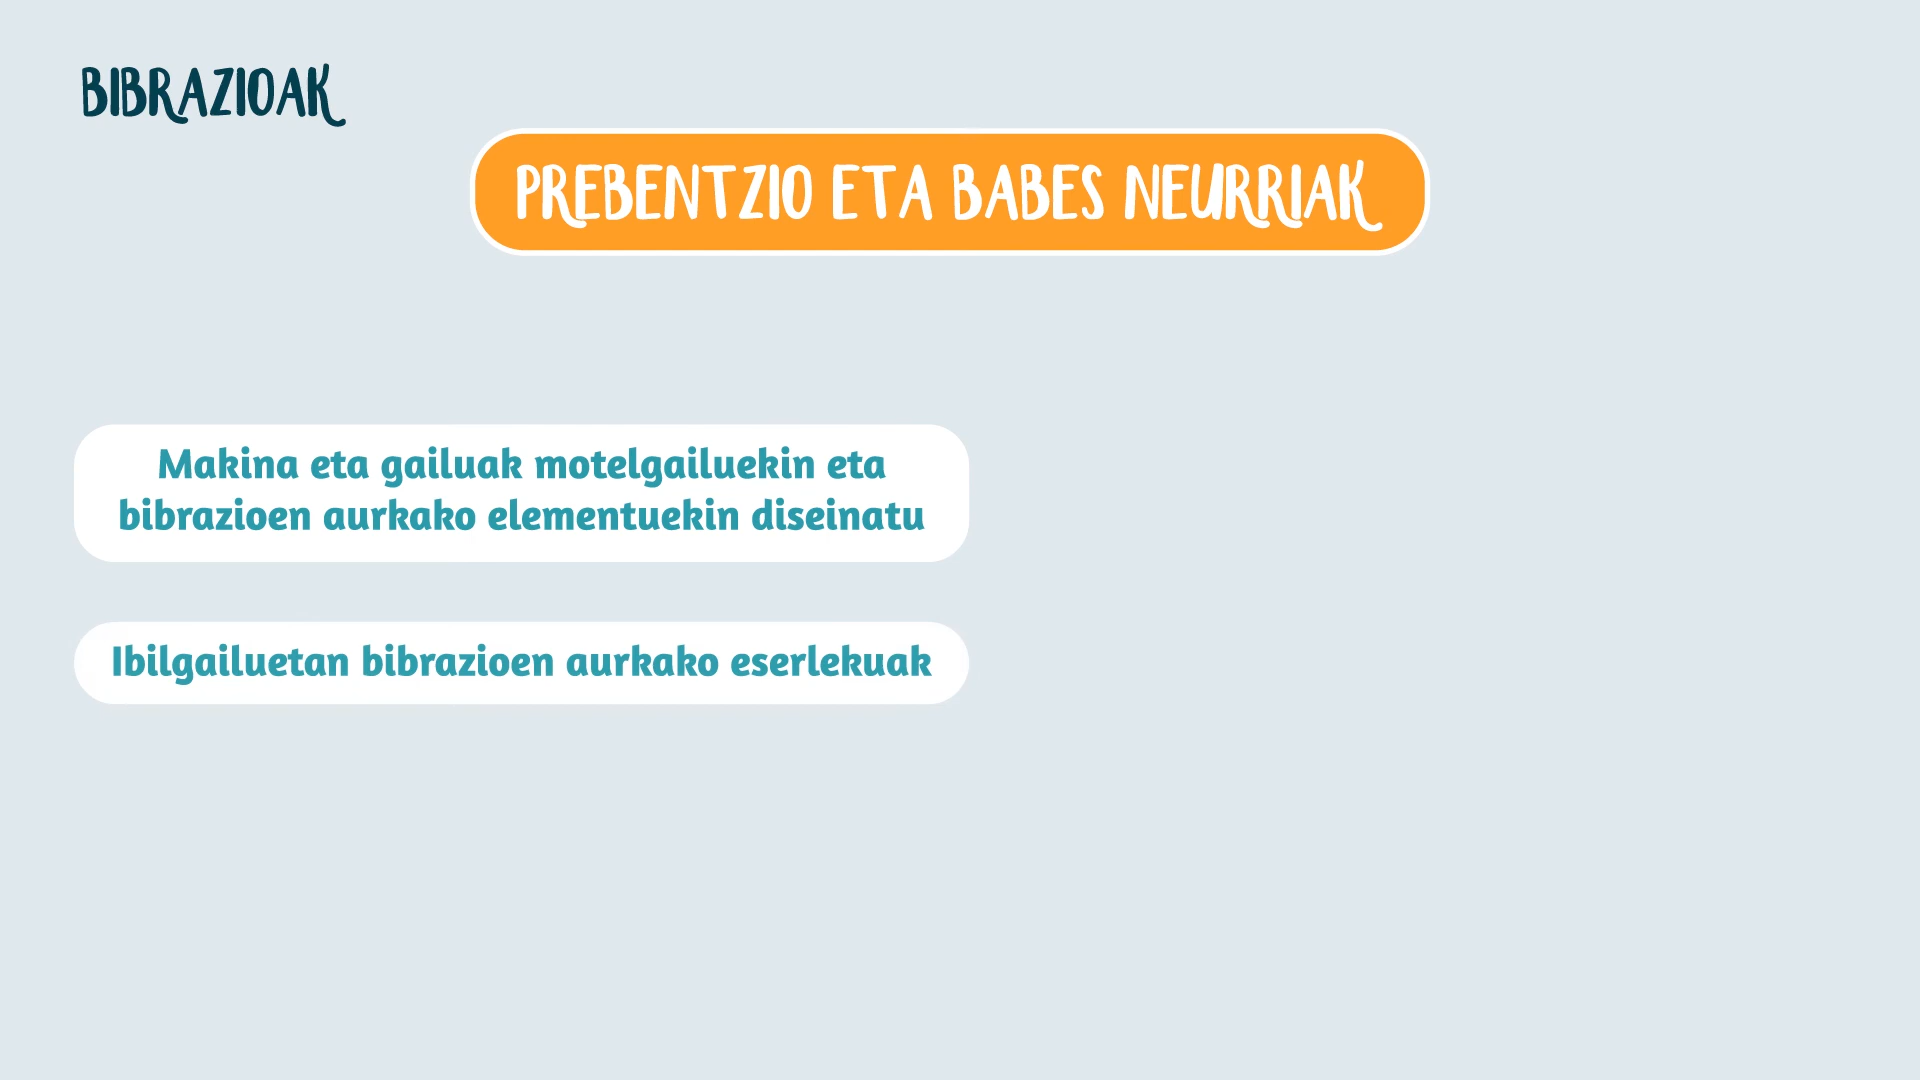 BIBRAZIOAK
PREBENTZIO ETA BABES NEURRIAK
Makina eta gailuak motelgailuekin eta
bibrazioen aurkako elementuekin diseinatu
Ibilgailuetan bibrazioen aurkako eserlekuak